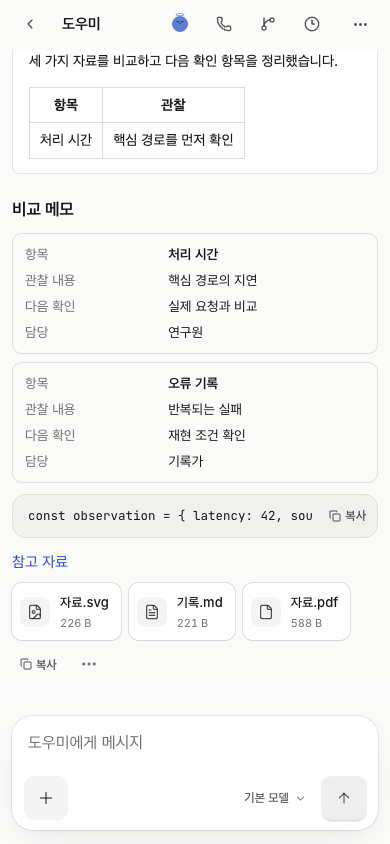 도우미
세 가지 자료를 비교하고 다음 확인 항목을 정리했습니다.
항목 관찰
처리 시간 핵심 경로를 먼저 확인
비교 메모
항목 처리 시간
관찰 내용 핵심 경로의 지연
다음 확인 실제 요청과 비교
담당 연구원
항목 오류 기록
관찰 내용 반복되는 실패
다음 확인 재현 조건 확인
담당 기록가
const observation = { latency: 42, sou 복사
참고 자료
자료.svg 기록.md 자료.pdf
226 B 221 B 588 B
복사
도우미에게 메시지
기본 모델